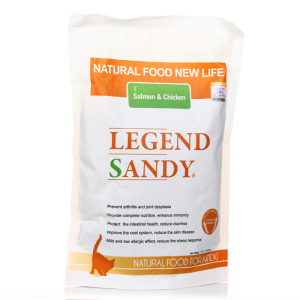 NATURAL FOOD NEW LIFE
Salmon & Chicken
LEGEND
SANDY®
Prevent arthritis and joint dysplasia
Provide complete nutrition, enhance immunity
Protect the intestinal health, reduce diarrhea
Improve the coat system, reduce the skin disease
Mild and low allergic effect, reduce the stress response
NATURAL FOOD FOR